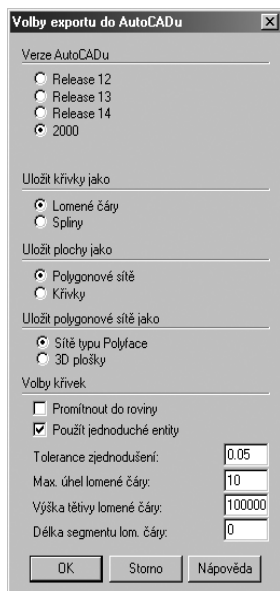 Volby exportu do AutoCADu
Verze AutoCADu
Release 12
Release 13
Release 14
2000
Uložit křivky jako
Lomené čáry
Spliny
Uložit plochy jako
Polygonové sítě
Křivky
Uložit polygonové sítě jako
Sítě typu Polyface
3D plošky
Volby křivek
Promítnout do roviny
Použít jednoduché entity
Tolerance zjednodušení: 0.05
Max. úhel lomené čáry: 10
Výška tětivy lomené čáry: 100000
Délka segmentu lom. čáry: 0
OK Storno Nápověda